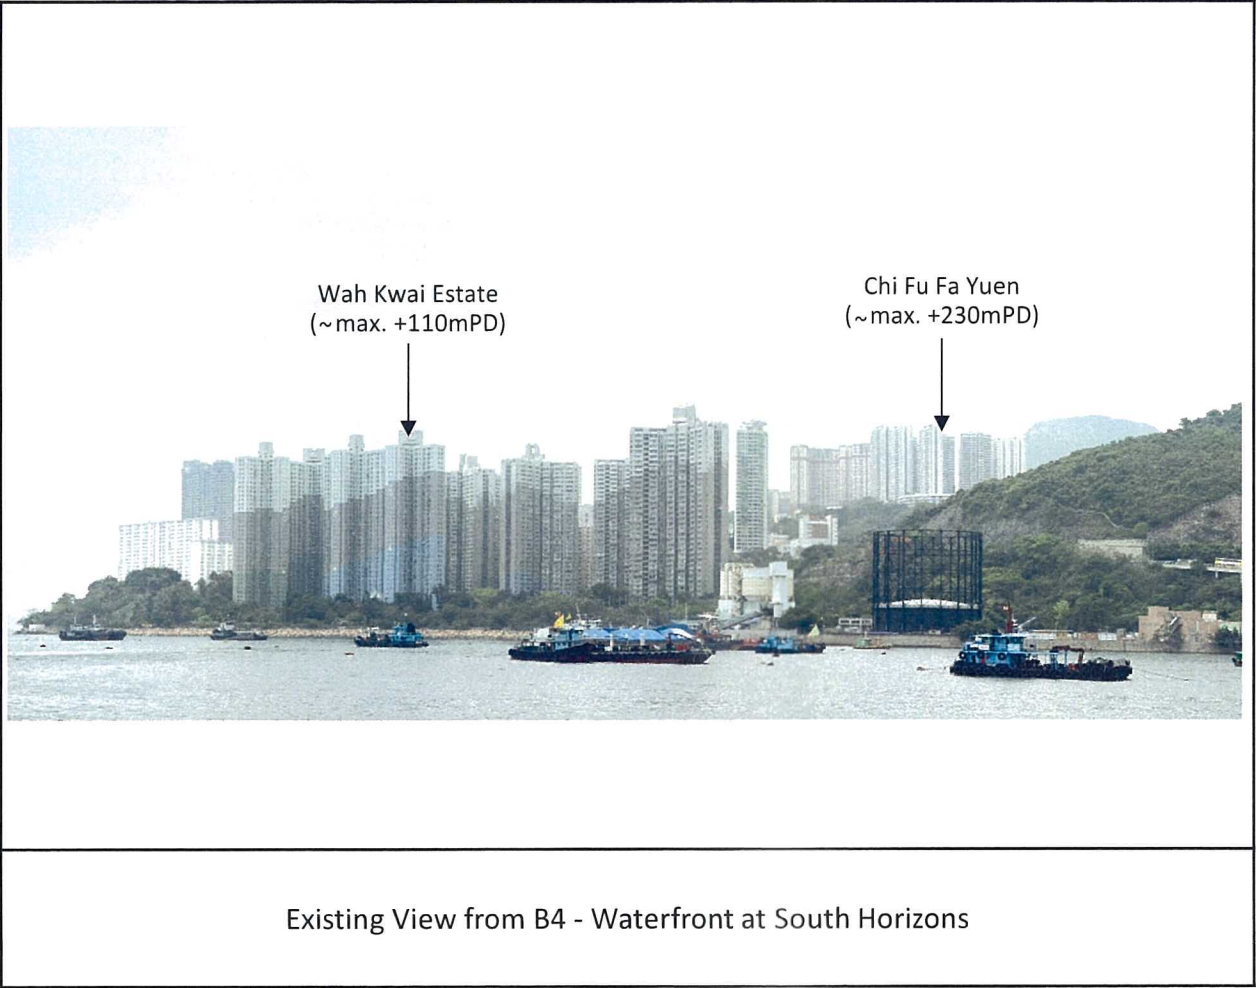 Wah Kwai Estate
(~max. +110mPD)
Chi Fu Fa Yuen
(~max. +230mPD)
Existing View from B4 - Waterfront at South Horizons